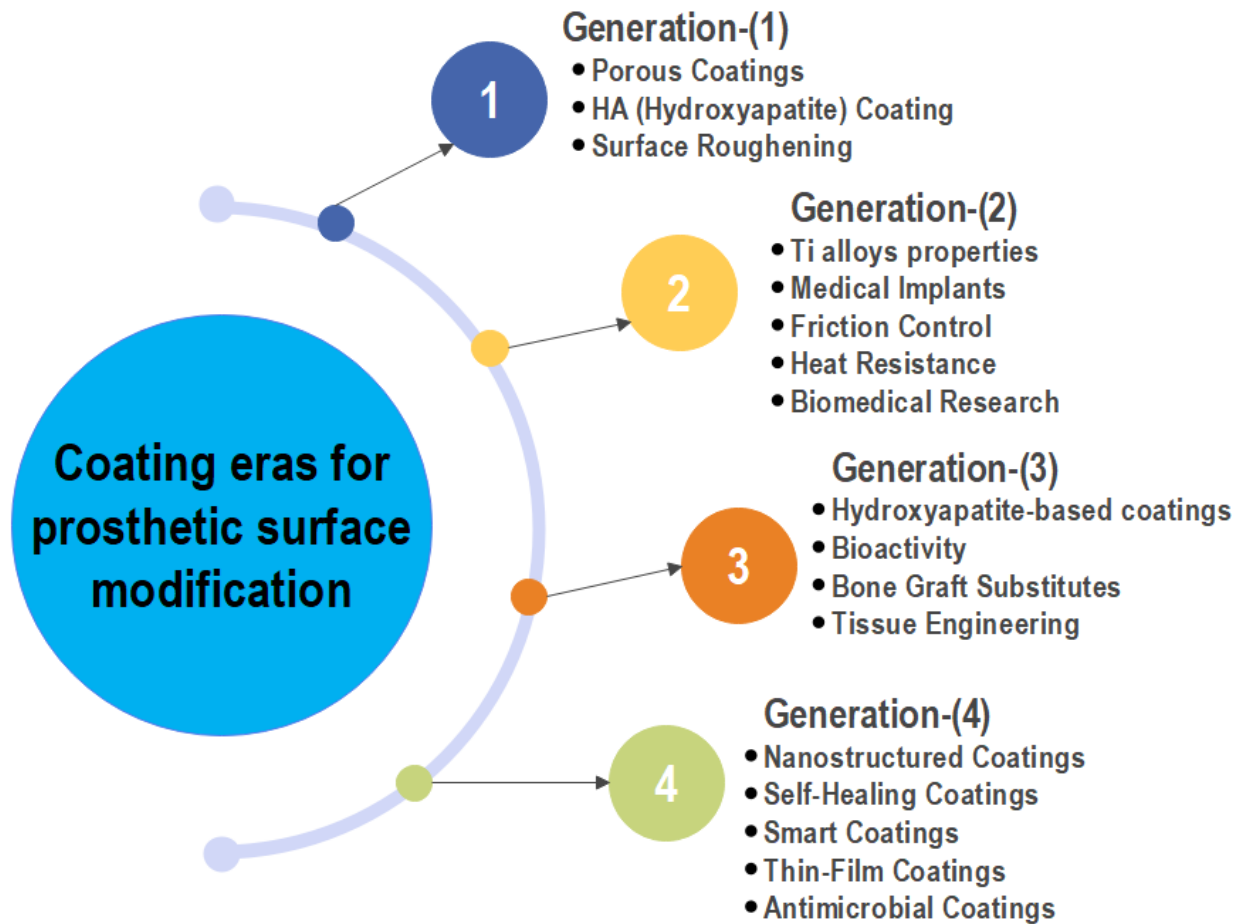 Generation-(1)
1
• Porous Coatings
• HA (Hydroxyapatite) Coating
• Surface Roughening
Generation-(2)
2
• Ti alloys properties
• Medical Implants
• Friction Control
• Heat Resistance
• Biomedical Research
Coating eras for
prosthetic surface
modification
Generation-(3)
3
• Hydroxyapatite-based coatings
• Bioactivity
• Bone Graft Substitutes
• Tissue Engineering
Generation-(4)
4
• Nanostructured Coatings
• Self-Healing Coatings
• Smart Coatings
• Thin-Film Coatings
• Antimicrobial Coatings